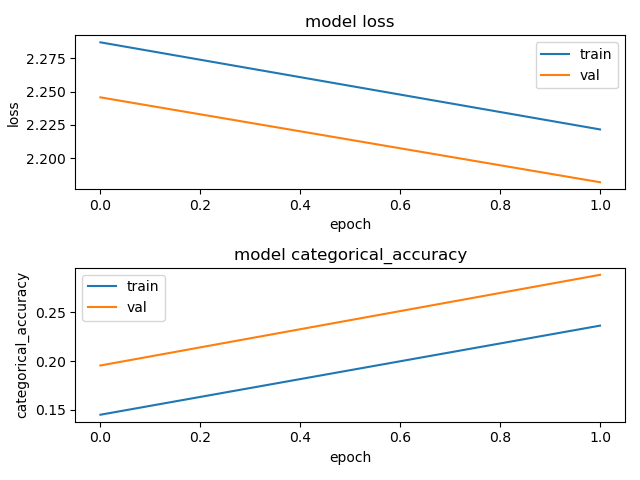 model loss
2.275
2.250
2.225
2.200
loss
train
val
0.0 0.2 0.4 0.6 0.8 1.0
epoch
model categorical_accuracy
0.25
0.20
0.15
categorical_accuracy
train
val
0.0 0.2 0.4 0.6 0.8 1.0
epoch